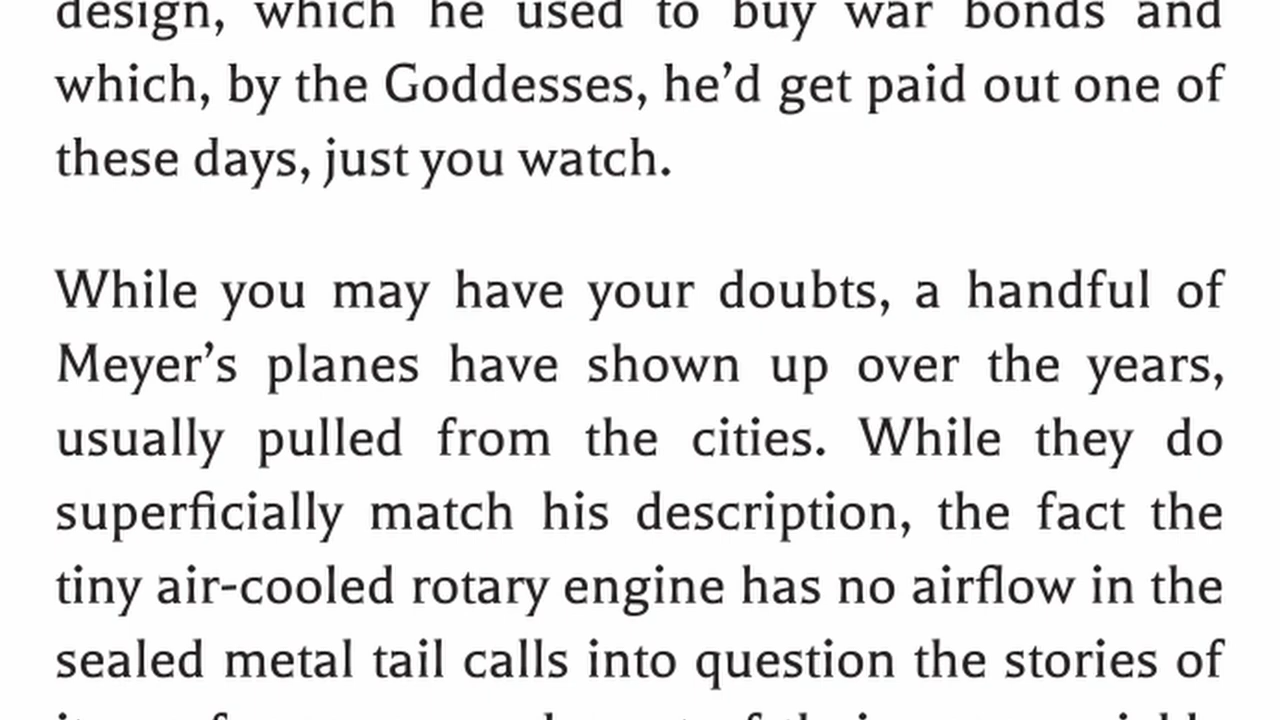 design, which he used to buy war bonds and
which, by the Goddesses, he’d get paid out one of
these days, just you watch.
While you may have your doubts, a handful of
Meyer’s planes have shown up over the years,
usually pulled from the cities. While they do
superficially match his description, the fact the
tiny air-cooled rotary engine has no airflow in the
sealed metal tail calls into question the stories of